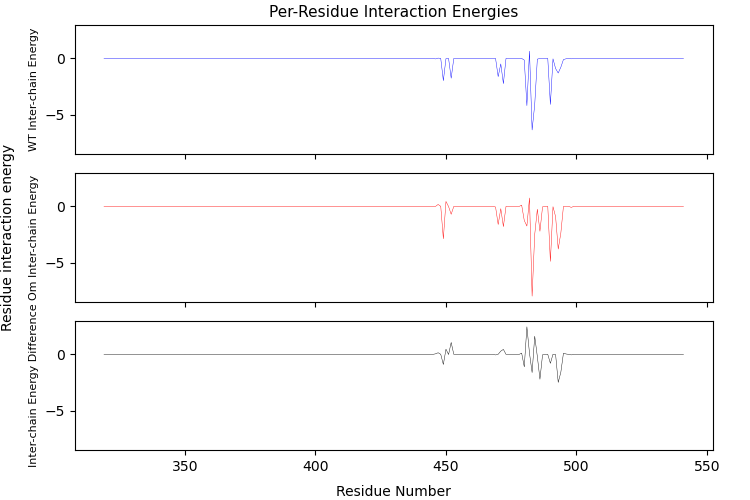 Per-Residue Interaction Energies
Residue interaction energy
WT Inter-chain Energy
0
−5
Om Inter-chain Energy
0
−5
Inter-chain Energy Difference
0
−5
350
400
450
500
550
Residue Number